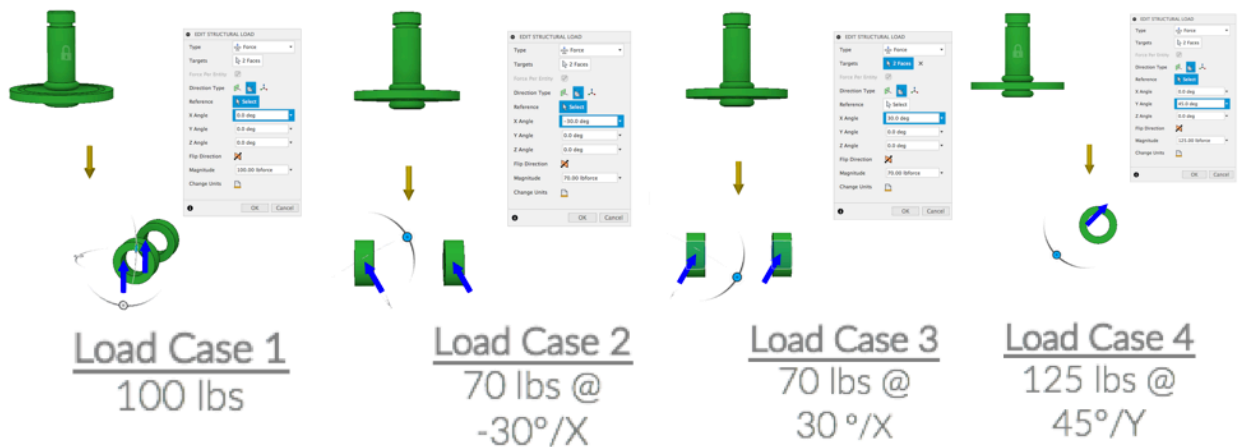 EDIT STRUCTURAL LOAD
Type Force
Targets 2 Faces
Force Per Entity
Direction Type
Reference Select
X Angle 0.0 deg
Y Angle 0.0 deg
Z Angle 0.0 deg
Flip Direction
Magnitude 100.00 lbforce
Change Units
OK Cancel
Load Case 1
100 lbs
EDIT STRUCTURAL LOAD
Type Force
Targets 2 Faces
Force Per Entity
Direction Type
Reference Select
X Angle -30.0 deg
Y Angle 0.0 deg
Z Angle 0.0 deg
Flip Direction
Magnitude 70.00 lbforce
Change Units
OK Cancel
Load Case 2
70 lbs @
-30°/X
EDIT STRUCTURAL LOAD
Type Force
Targets 2 Faces
Force Per Entity
Direction Type
Reference Select
X Angle 30.0 deg
Y Angle 0.0 deg
Z Angle 0.0 deg
Flip Direction
Magnitude 70.00 lbforce
Change Units
OK Cancel
Load Case 3
70 lbs @
30 °/X
EDIT STRUCTURAL LOAD
Type Force
Targets 2 Faces
Force Per Entity
Direction Type
Reference Select
X Angle 0.0 deg
Y Angle 45.0 deg
Z Angle 0.0 deg
Flip Direction
Magnitude 125.00 lbforce
Change Units
OK Cancel
Load Case 4
125 lbs @
45°/Y